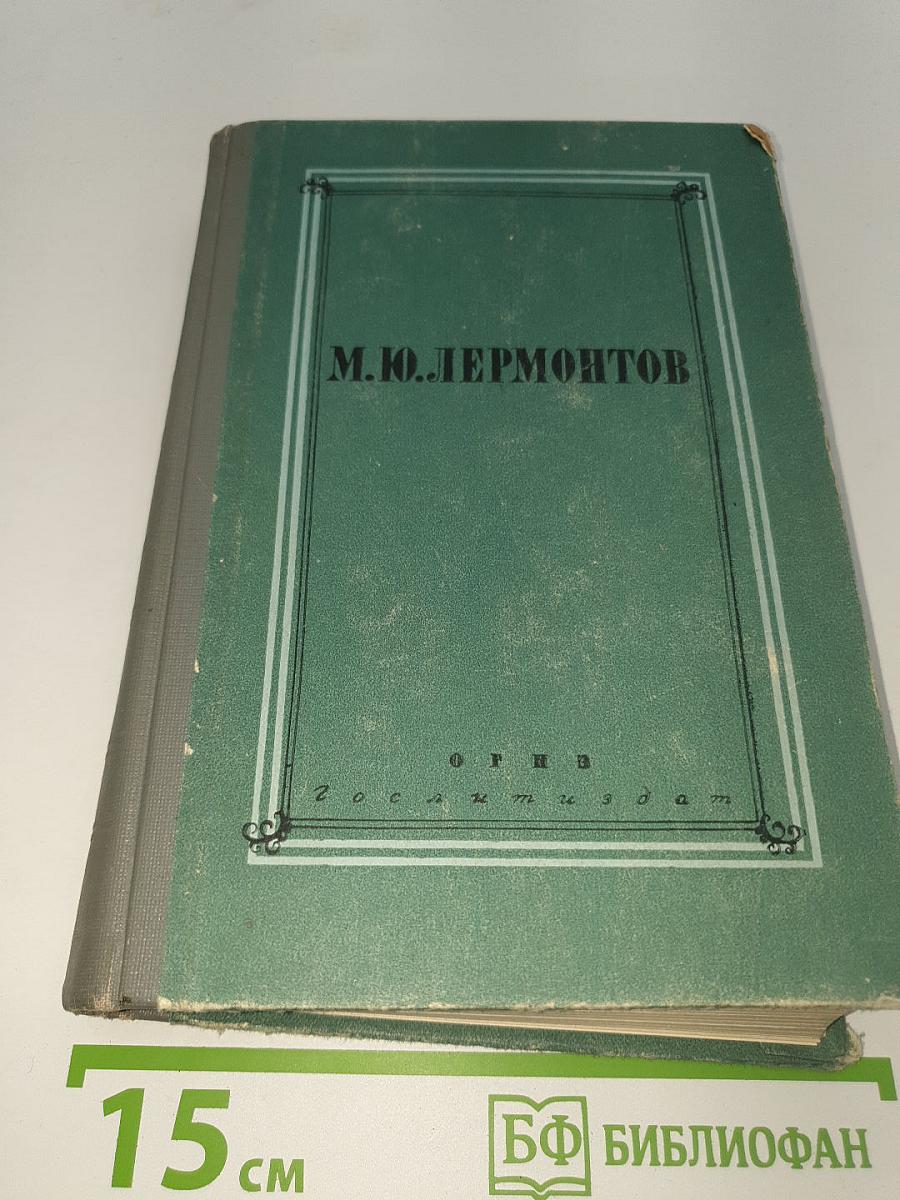 М.Ю.ЛЕРМОНТОВ
ОГИЗ
Гослитиздат
15 см
БФ БИБЛИОФАН